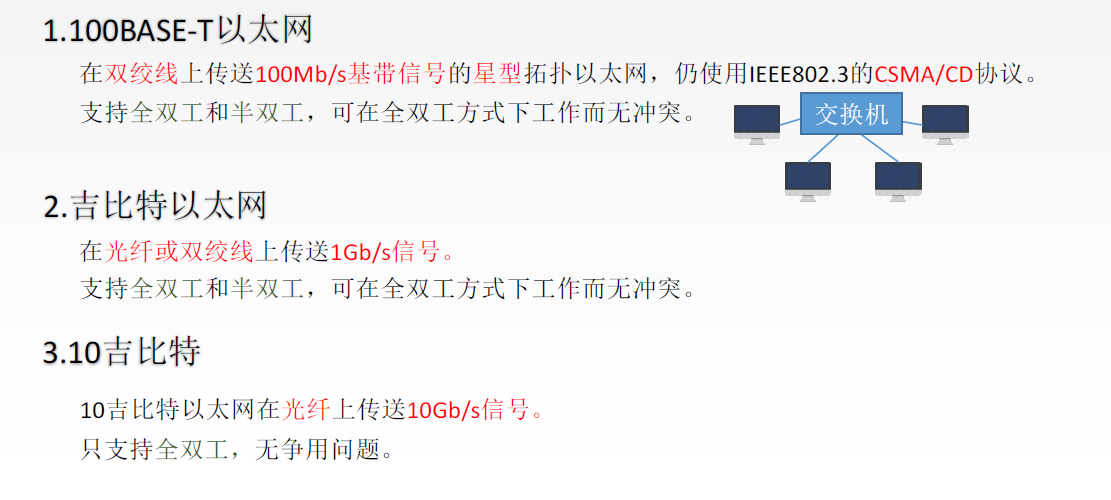 1.100BASE-T以太网
在双绞线上传送100Mb/s基带信号的星型拓扑以太网，仍使用IEEE802.3的CSMA/CD协议。
支持全双工和半双工，可在全双工方式下工作而无冲突。
交换机
2.吉比特以太网
在光纤或双绞线上传送1Gb/s信号。
支持全双工和半双工，可在全双工方式下工作而无冲突。
3.10吉比特
10吉比特以太网在光纤上传送10Gb/s信号。
只支持全双工，无争用问题。